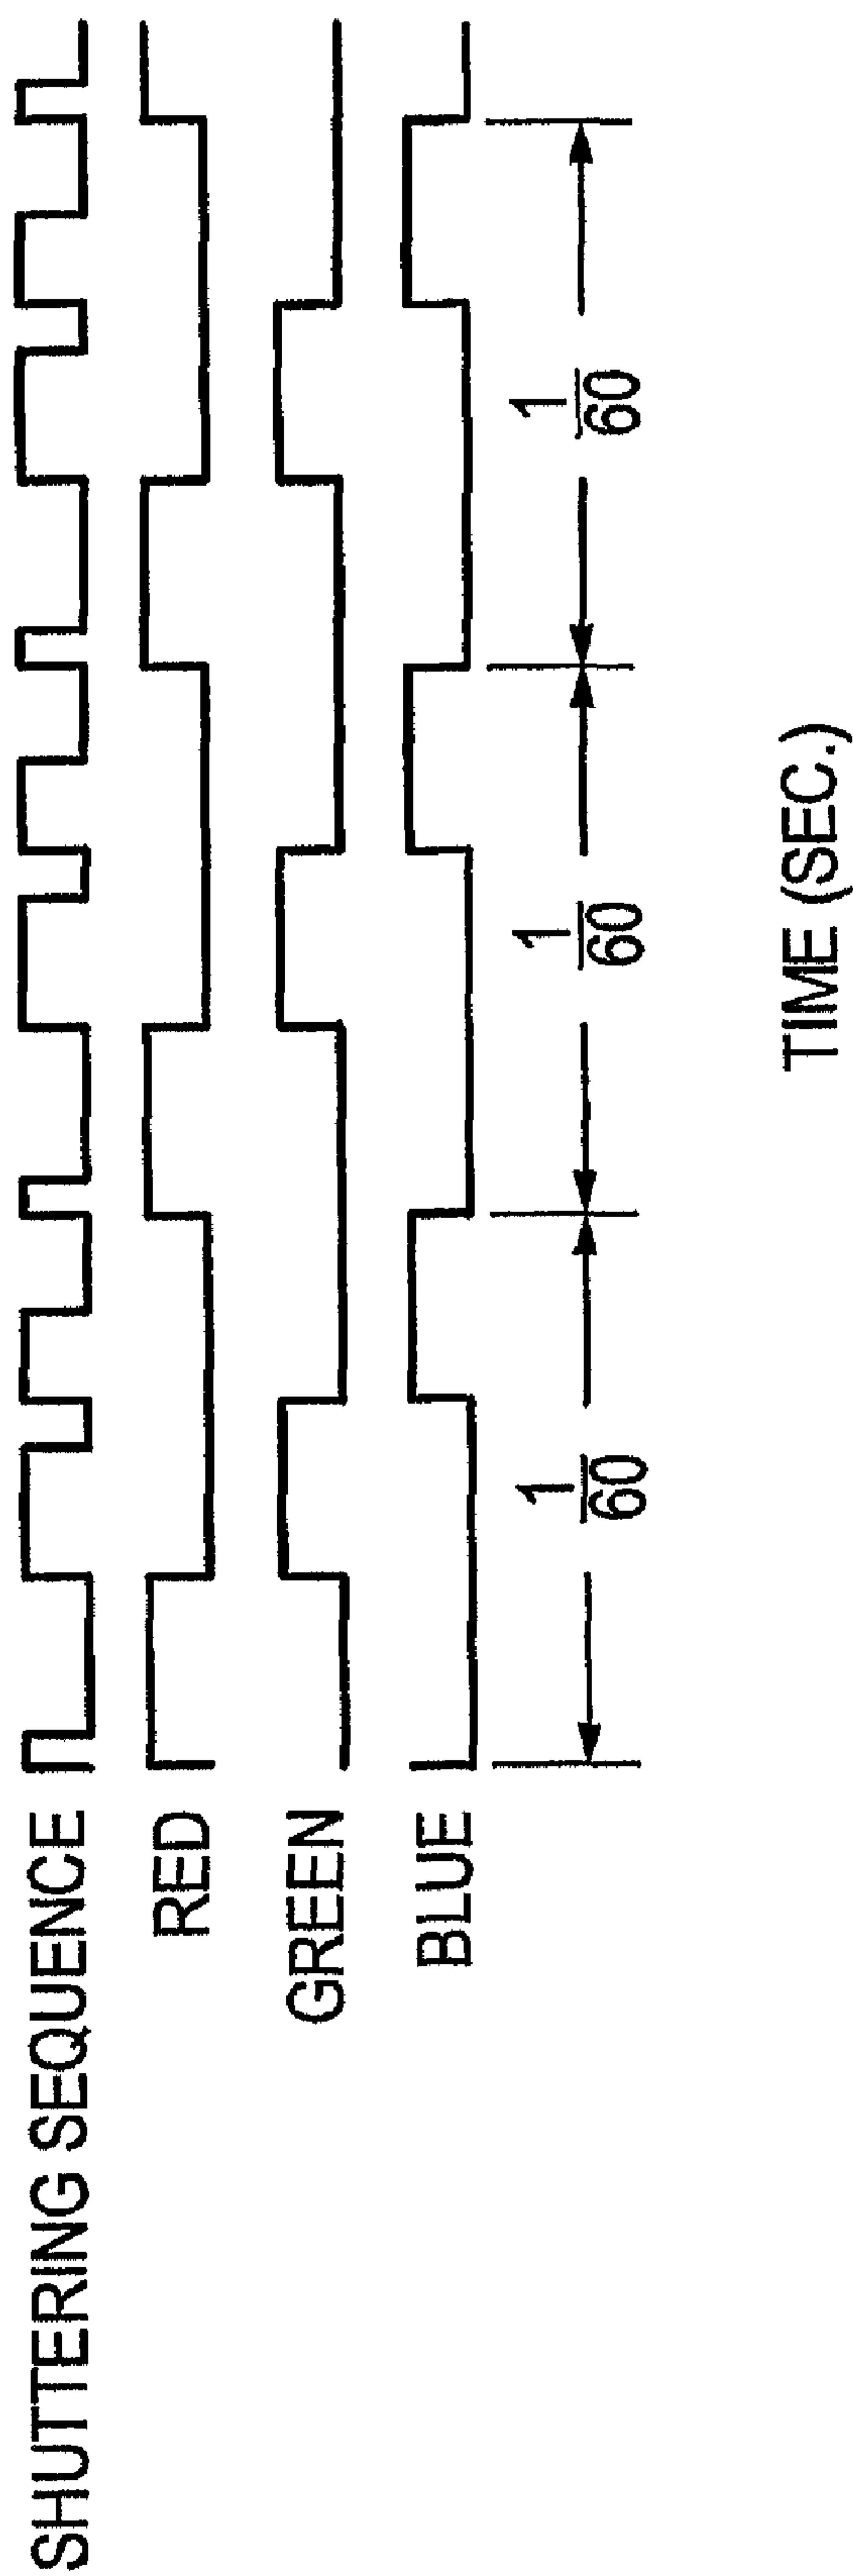 SHUTTERING SEQUENCE
RED
GREEN
BLUE
1
60
1
60
1
60
TIME (SEC.)